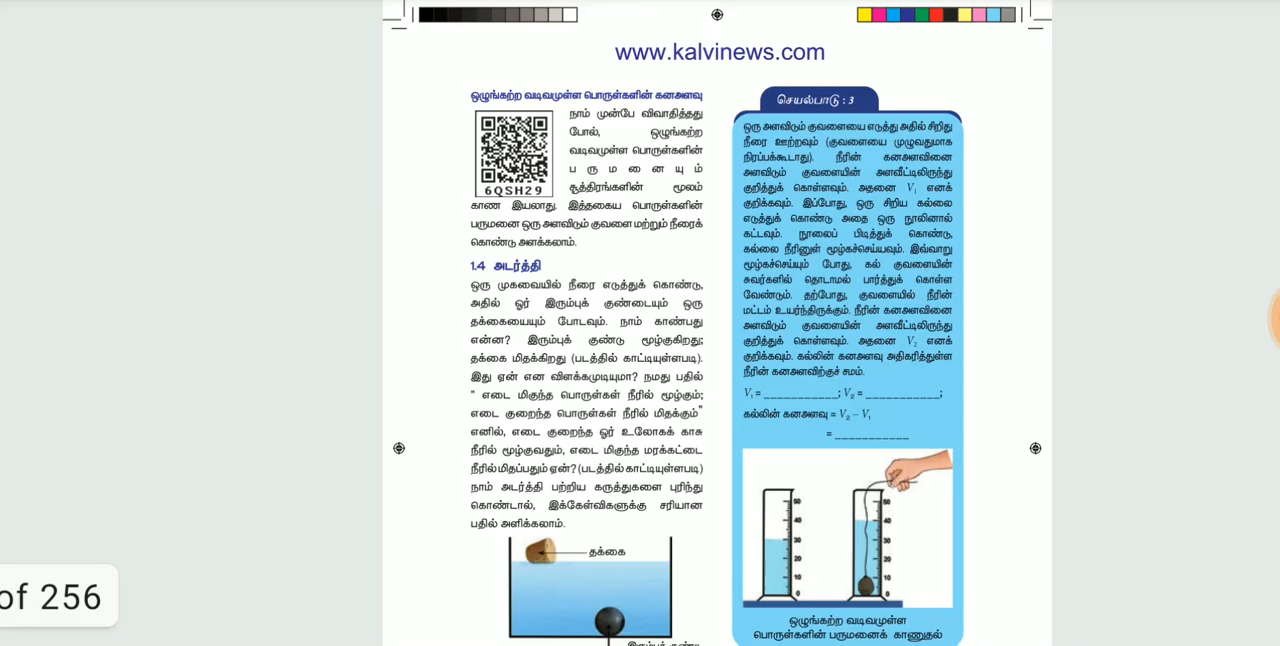 www.kalvinews.com
ஒழுங்கற்ற வடிவமுள்ள பொருள்களின் கனஅளவு
நாம் முன்பே விவாதித்தது
போல், ஒழுங்கற்ற
வடிவமுள்ள பொருள்களின்
ப ரு ம னை யு ம்
சூத்திரங்களின் மூலம்
6QSH29
காண இயலாது. இத்தகைய பொருள்களின்
பருமனை ஒரு அளவிடும் குவளை மற்றும் நீரைக்
கொண்டு அளக்கலாம்.
1.4 அடர்த்தி
ஒரு முகவையில் நீரை எடுத்துக் கொண்டு,
அதில் ஓர் இரும்புக் குண்டையும் ஒரு
தக்கையையும் போடவும். நாம் காண்பது
என்ன? இரும்புக் குண்டு மூழ்குகிறது;
தக்கை மிதக்கிறது (படத்தில் காட்டியுள்ளபடி).
இது ஏன் என விளக்கமுடியுமா? நமது பதில்
" எடை மிகுந்த பொருள்கள் நீரில் மூழ்கும்;
எடை குறைந்த பொருள்கள் நீரில் மிதக்கும்"
எனில், எடை குறைந்த ஓர் உலோகக் காசு
நீரில் மூழ்குவதும், எடை மிகுந்த மரக்கட்டை
நீரில் மிதப்பதும் ஏன்? (படத்தில் காட்டியுள்ளபடி)
நாம் அடர்த்தி பற்றிய கருத்துகளை புரிந்து
கொண்டால், இக்கேள்விகளுக்கு சரியான
பதில் அளிக்கலாம்.
தக்கை
செயல்பாடு : 3
ஒரு அளவிடும் குவளையை எடுத்து அதில் சிறிது
நீரை ஊற்றவும் (குவளையை முழுவதுமாக
நிரப்பக்கூடாது). நீரின் கனஅளவினை
அளவிடும் குவளையின் அளவீட்டிலிருந்து
குறித்துக் கொள்ளவும். அதனை V₁ எனக்
குறிக்கவும். இப்போது, ஒரு சிறிய கல்லை
எடுத்துக் கொண்டு அதை ஒரு நூலினால்
கட்டவும். நூலைப் பிடித்துக் கொண்டு,
கல்லை நீரினுள் மூழ்கச்செய்யவும். இவ்வாறு
மூழ்கச்செய்யும் போது, கல் குவளையின்
சுவர்களில் தொடாமல் பார்த்துக் கொள்ள
வேண்டும். தற்போது, குவளையில் நீரின்
மட்டம் உயர்ந்திருக்கும். நீரின் கனஅளவினை
அளவிடும் குவளையின் அளவீட்டிலிருந்து
குறித்துக் கொள்ளவும். அதனை V₂ எனக்
குறிக்கவும். கல்லின் கனஅளவு அதிகரித்துள்ள
நீரின் கனஅளவிற்குச் சமம்.
V₁ = ___________; V₂ = ___________;
கல்லின் கனஅளவு = V₂ – V₁
= ___________
50 50
40 40
30 30
20 20
10 10
0 0
ஒழுங்கற்ற வடிவமுள்ள
பொருள்களின் பருமனைக் காணுதல்
of 256